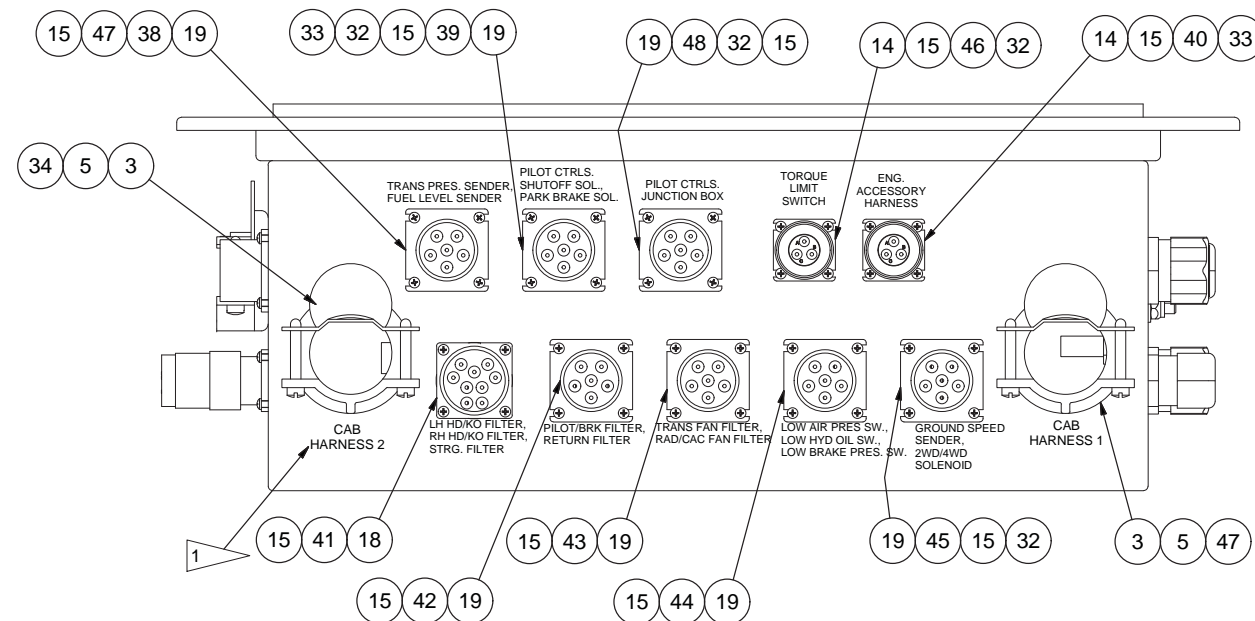 15 47 38 19
33 32 15 39 19
19 48 32 15
14 15 46 32
14 15 40 33
34 5 3
TRANS PRES. SENDER,
FUEL LEVEL SENDER
PILOT CTRLS.
SHUTOFF SOL.,
PARK BRAKE SOL.
PILOT CTRLS.
JUNCTION BOX
TORQUE
LIMIT
SWITCH
ENG.
ACCESSORY
HARNESS
CAB
HARNESS 2
LH HD/KO FILTER,
RH HD/KO FILTER,
STRG. FILTER
PILOT/BRK FILTER,
RETURN FILTER
TRANS FAN FILTER,
RAD/CAC FAN FILTER
LOW AIR PRES SW.,
LOW HYD OIL SW.,
LOW BRAKE PRES. SW.
GROUND SPEED
SENDER,
2WD/4WD
SOLENOID
CAB
HARNESS 1
1
15 41 18
15 43 19
19 45 15 32
3 5 47
15 42 19
15 44 19